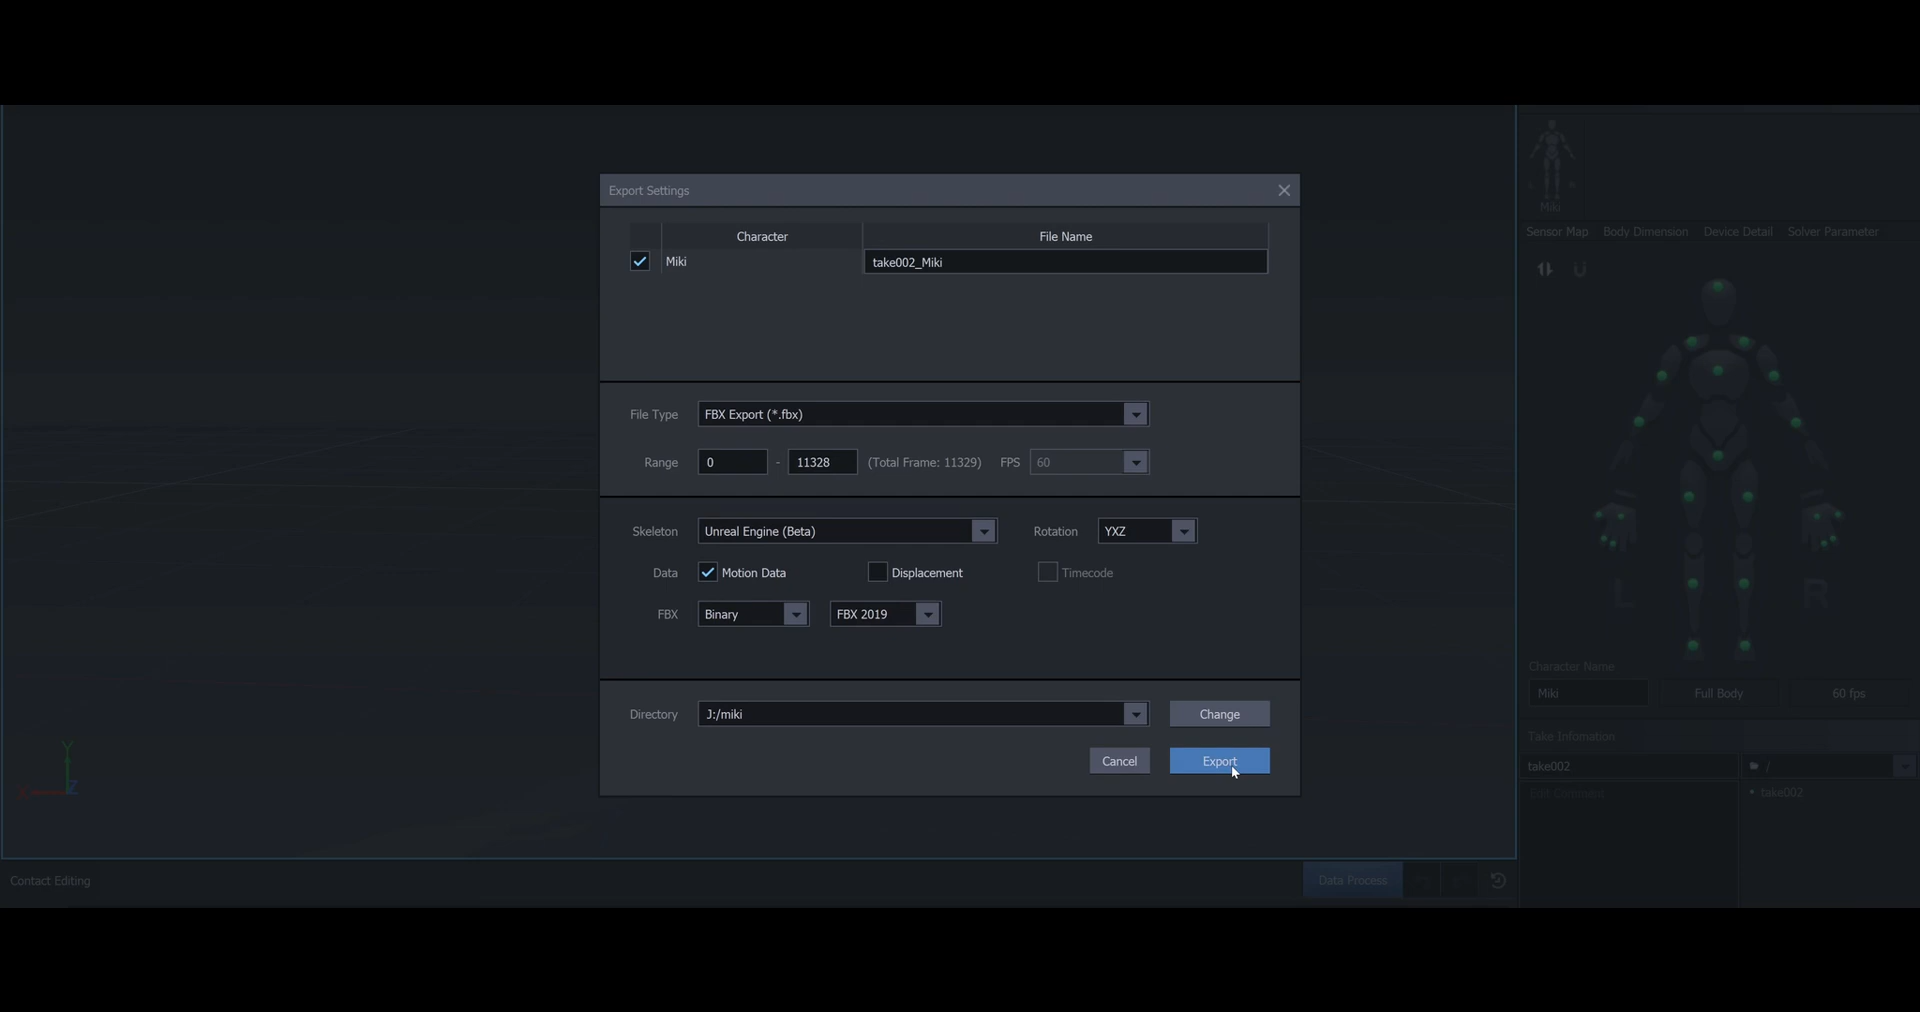 Export Settings
Character File Name
Miki take002_Miki
File Type FBX Export (*.fbx)
Range 0 - 11328 (Total Frame: 11329) FPS 60
Skeleton Unreal Engine (Beta) Rotation YXZ
Data Motion Data Displacement Timecode
FBX Binary FBX 2019
Directory J:/miki Change
Cancel Export
Miki
Sensor Map Body Dimension Device Detail Solver Parameter
L R
Character Name
Miki Full Body 60 fps
Take Infomation
take002 /
Edit Comment • take002
Y
X Z
Contact Editing Data Process